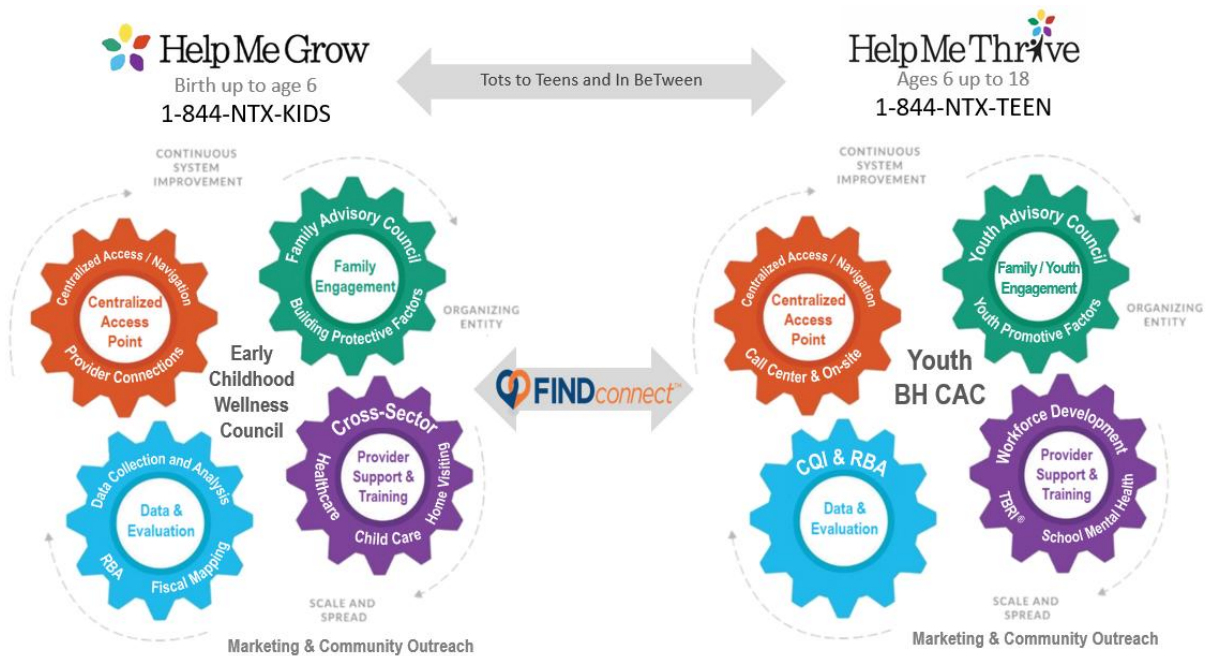 Help Me Grow
Birth up to age 6
1-844-NTX-KIDS
Tots to Teens and In BeTween
Help Me Thrive
Ages 6 up to 18
1-844-NTX-TEEN
CONTINUOUS
SYSTEM
IMPROVEMENT
Centralized Access / Navigation
Centralized
Access
Point
Provider Connections
Family Advisory Council
Family
Engagement
Building Protective Factors
ORGANIZING
ENTITY
Early
Childhood
Wellness
Council
Data Collection and Analysis
Data &
Evaluation
RBA
Fiscal Mapping
Cross-Sector
Healthcare
Provider
Support &
Training
Home Visiting
Child Care
SCALE AND
SPREAD
Marketing & Community Outreach
FINDconnect™
CONTINUOUS
SYSTEM
IMPROVEMENT
Centralized Access / Navigation
Centralized
Access
Point
Call Center & On-site
Youth Advisory Council
Family / Youth
Engagement
Youth Promotive Factors
ORGANIZING
ENTITY
Youth
BH CAC
CQI & RBA
Data &
Evaluation
Workforce Development
Provider
Support &
Training
TBRI®
School Mental Health
SCALE AND
SPREAD
Marketing & Community Outreach